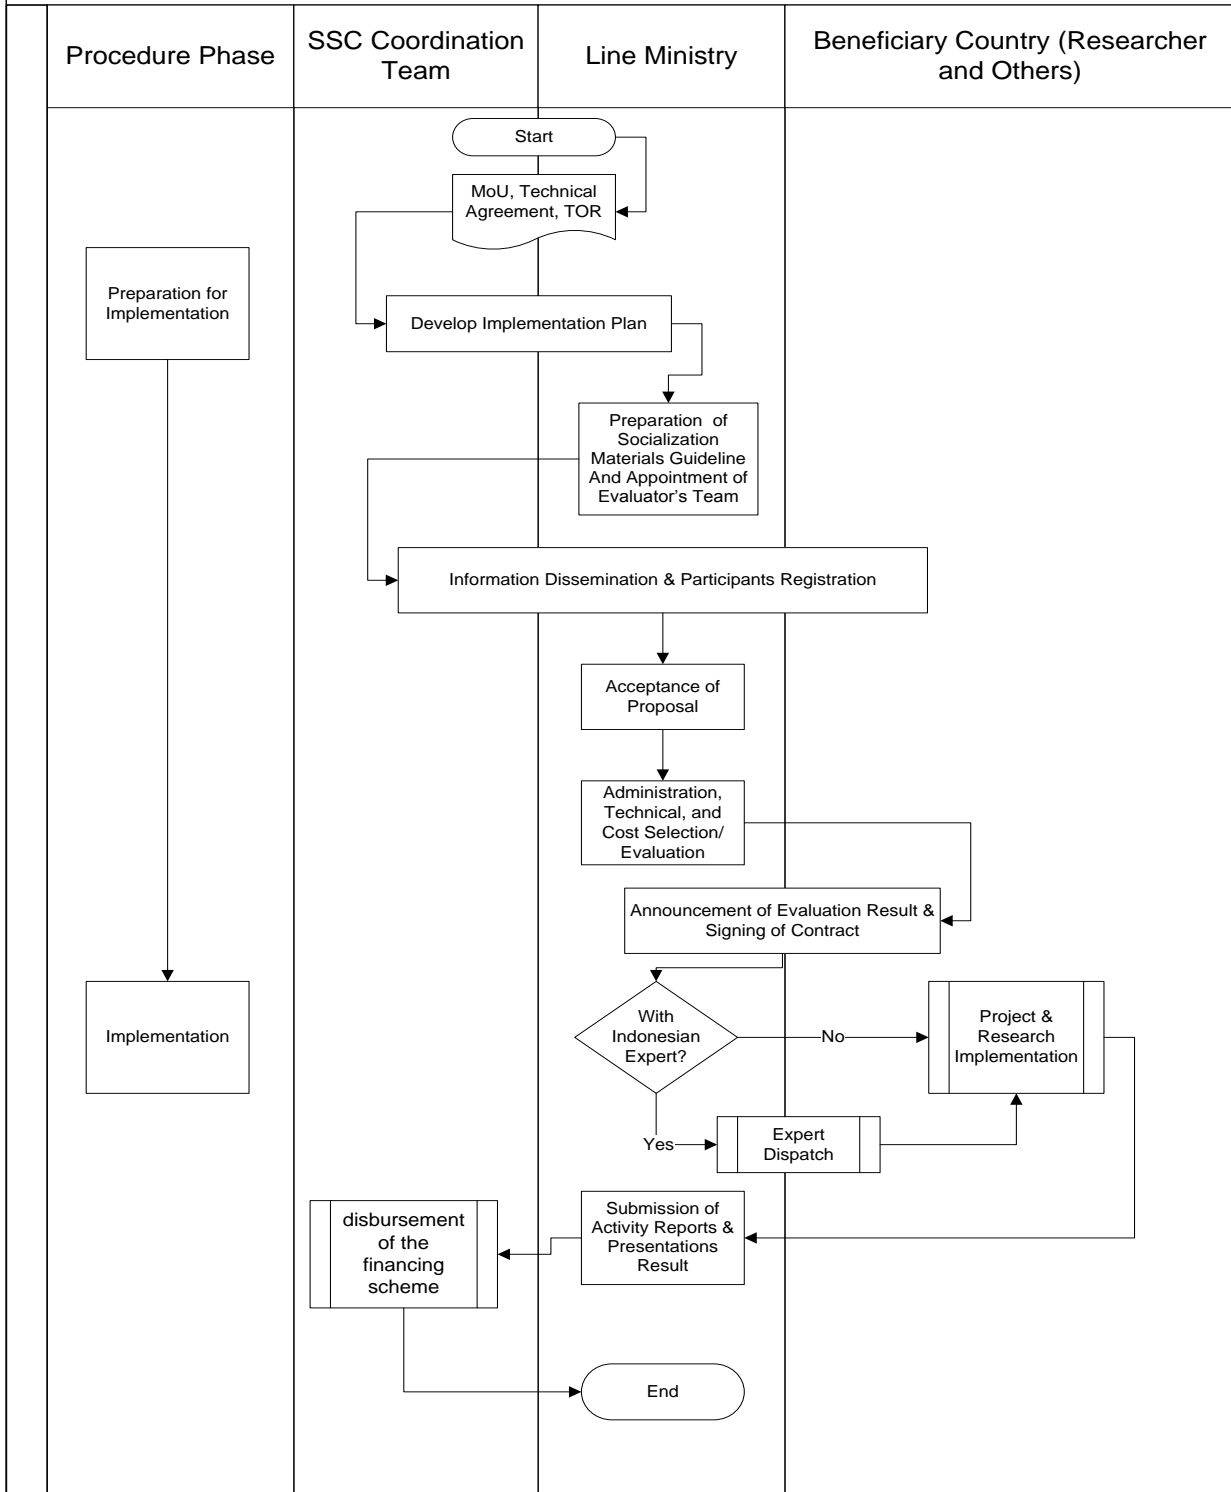 Procedure Phase
SSC Coordination
Team
Line Ministry
Beneficiary Country (Researcher
and Others)
Start
MoU, Technical
Agreement, TOR
Preparation for
Implementation
Develop Implementation Plan
Preparation of
Socialization
Materials Guideline
And Appointment of
Evaluator's Team
Information Dissemination & Participants Registration
Acceptance of
Proposal
Administration,
Technical, and
Cost Selection/
Evaluation
Announcement of Evaluation Result &
Signing of Contract
Implementation
With
Indonesian
Expert?
No
Project &
Research
Implementation
Yes
Expert
Dispatch
disbursement
of the
financing
scheme
Submission of
Activity Reports &
Presentations
Result
End